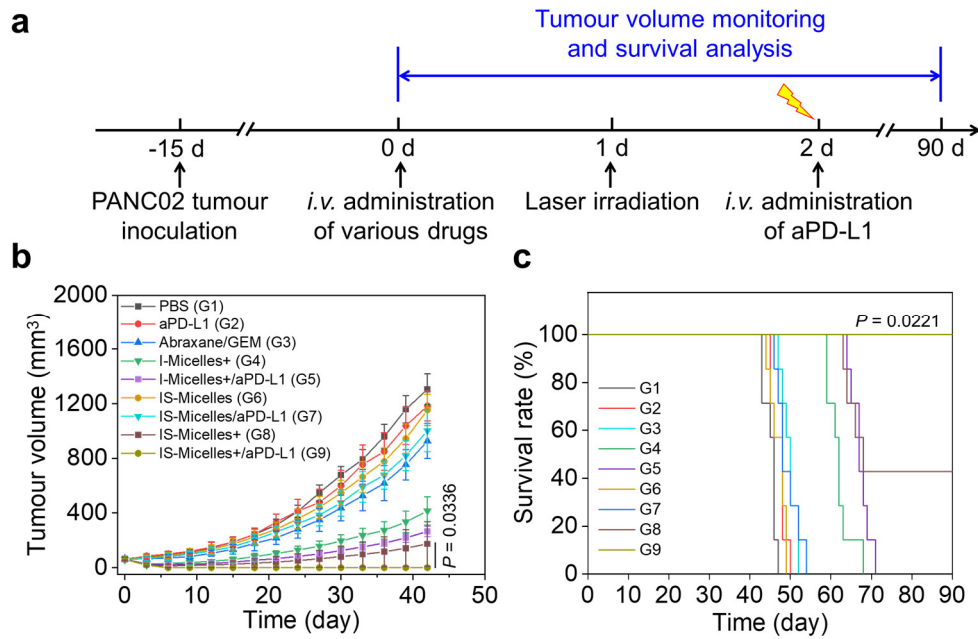 a
Tumour volume monitoring
and survival analysis
-15 d
0 d
1 d
2 d
90 d
PANC02 tumour
inoculation
i.v. administration
of various drugs
Laser irradiation
i.v. administration
of aPD-L1
b
Tumour volume (mm³)
2000
1600
1200
800
400
0
PBS (G1)
aPD-L1 (G2)
Abraxane/GEM (G3)
I-Micelles+ (G4)
I-Micelles+/aPD-L1 (G5)
IS-Micelles (G6)
IS-Micelles/aPD-L1 (G7)
IS-Micelles+ (G8)
IS-Micelles+/aPD-L1 (G9)
P = 0.0336
0 10 20 30 40 50
Time (day)
c
Survival rate (%)
100
80
60
40
20
0
P = 0.0221
G1
G2
G3
G4
G5
G6
G7
G8
G9
0 10 20 30 40 50 60 70 80 90
Time (day)